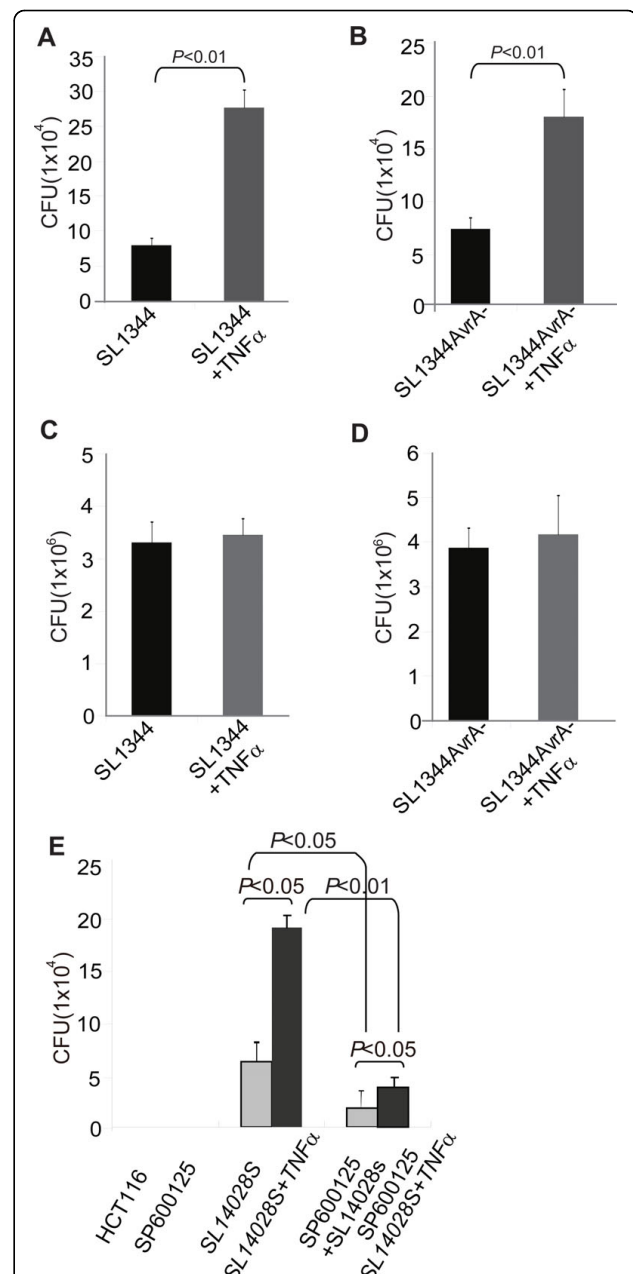 A
CFU(1x10⁴)
35
30
25
20
15
10
5
0
P<0.01
SL1344
SL1344
+TNFα
B
CFU(1x10⁴)
25
20
15
10
5
0
P<0.01
SL1344AvrA-
SL1344AvrA-
+TNFα
C
CFU(1x10⁶)
5
4
3
2
1
0
SL1344
SL1344
+TNFα
D
CFU(1x10⁶)
6
5
4
3
2
1
0
SL1344AvrA-
SL1344AvrA-
+TNFα
E
CFU(1x10⁴)
25
20
15
10
5
0
P<0.05
P<0.05
P<0.01
P<0.05
HCT116
SP600125
SL14028S
SL14028S+TNFα
SP600125
+SL14028s
SP600125
SL14028S+TNFα